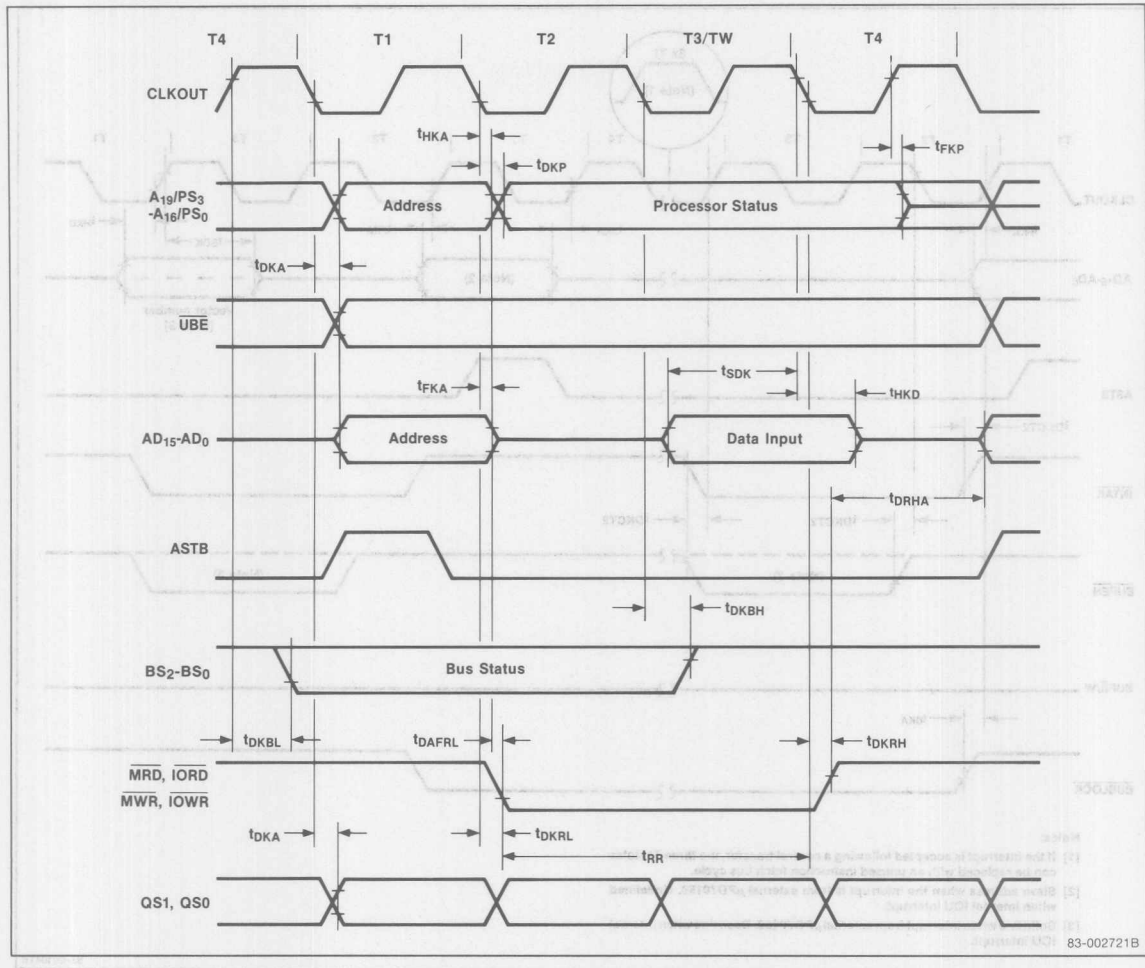 T4 T1 T2 T3/TW T4
CLKOUT
tHKA
tDKP
tFKP
A19/PS3
-A16/PS0
Address
Processor Status
tDKA
UBE
tSDK
tFKA
tHKD
AD15-AD0
Address
Data Input
tDRHA
ASTB
tDKBH
BS2-BS0
Bus Status
tDKBL
tDAFRL
tDKRH
MRD, IORD
MWR, IOWR
tDKA
tDKRL
tRR
QS1, QS0
83-002721B